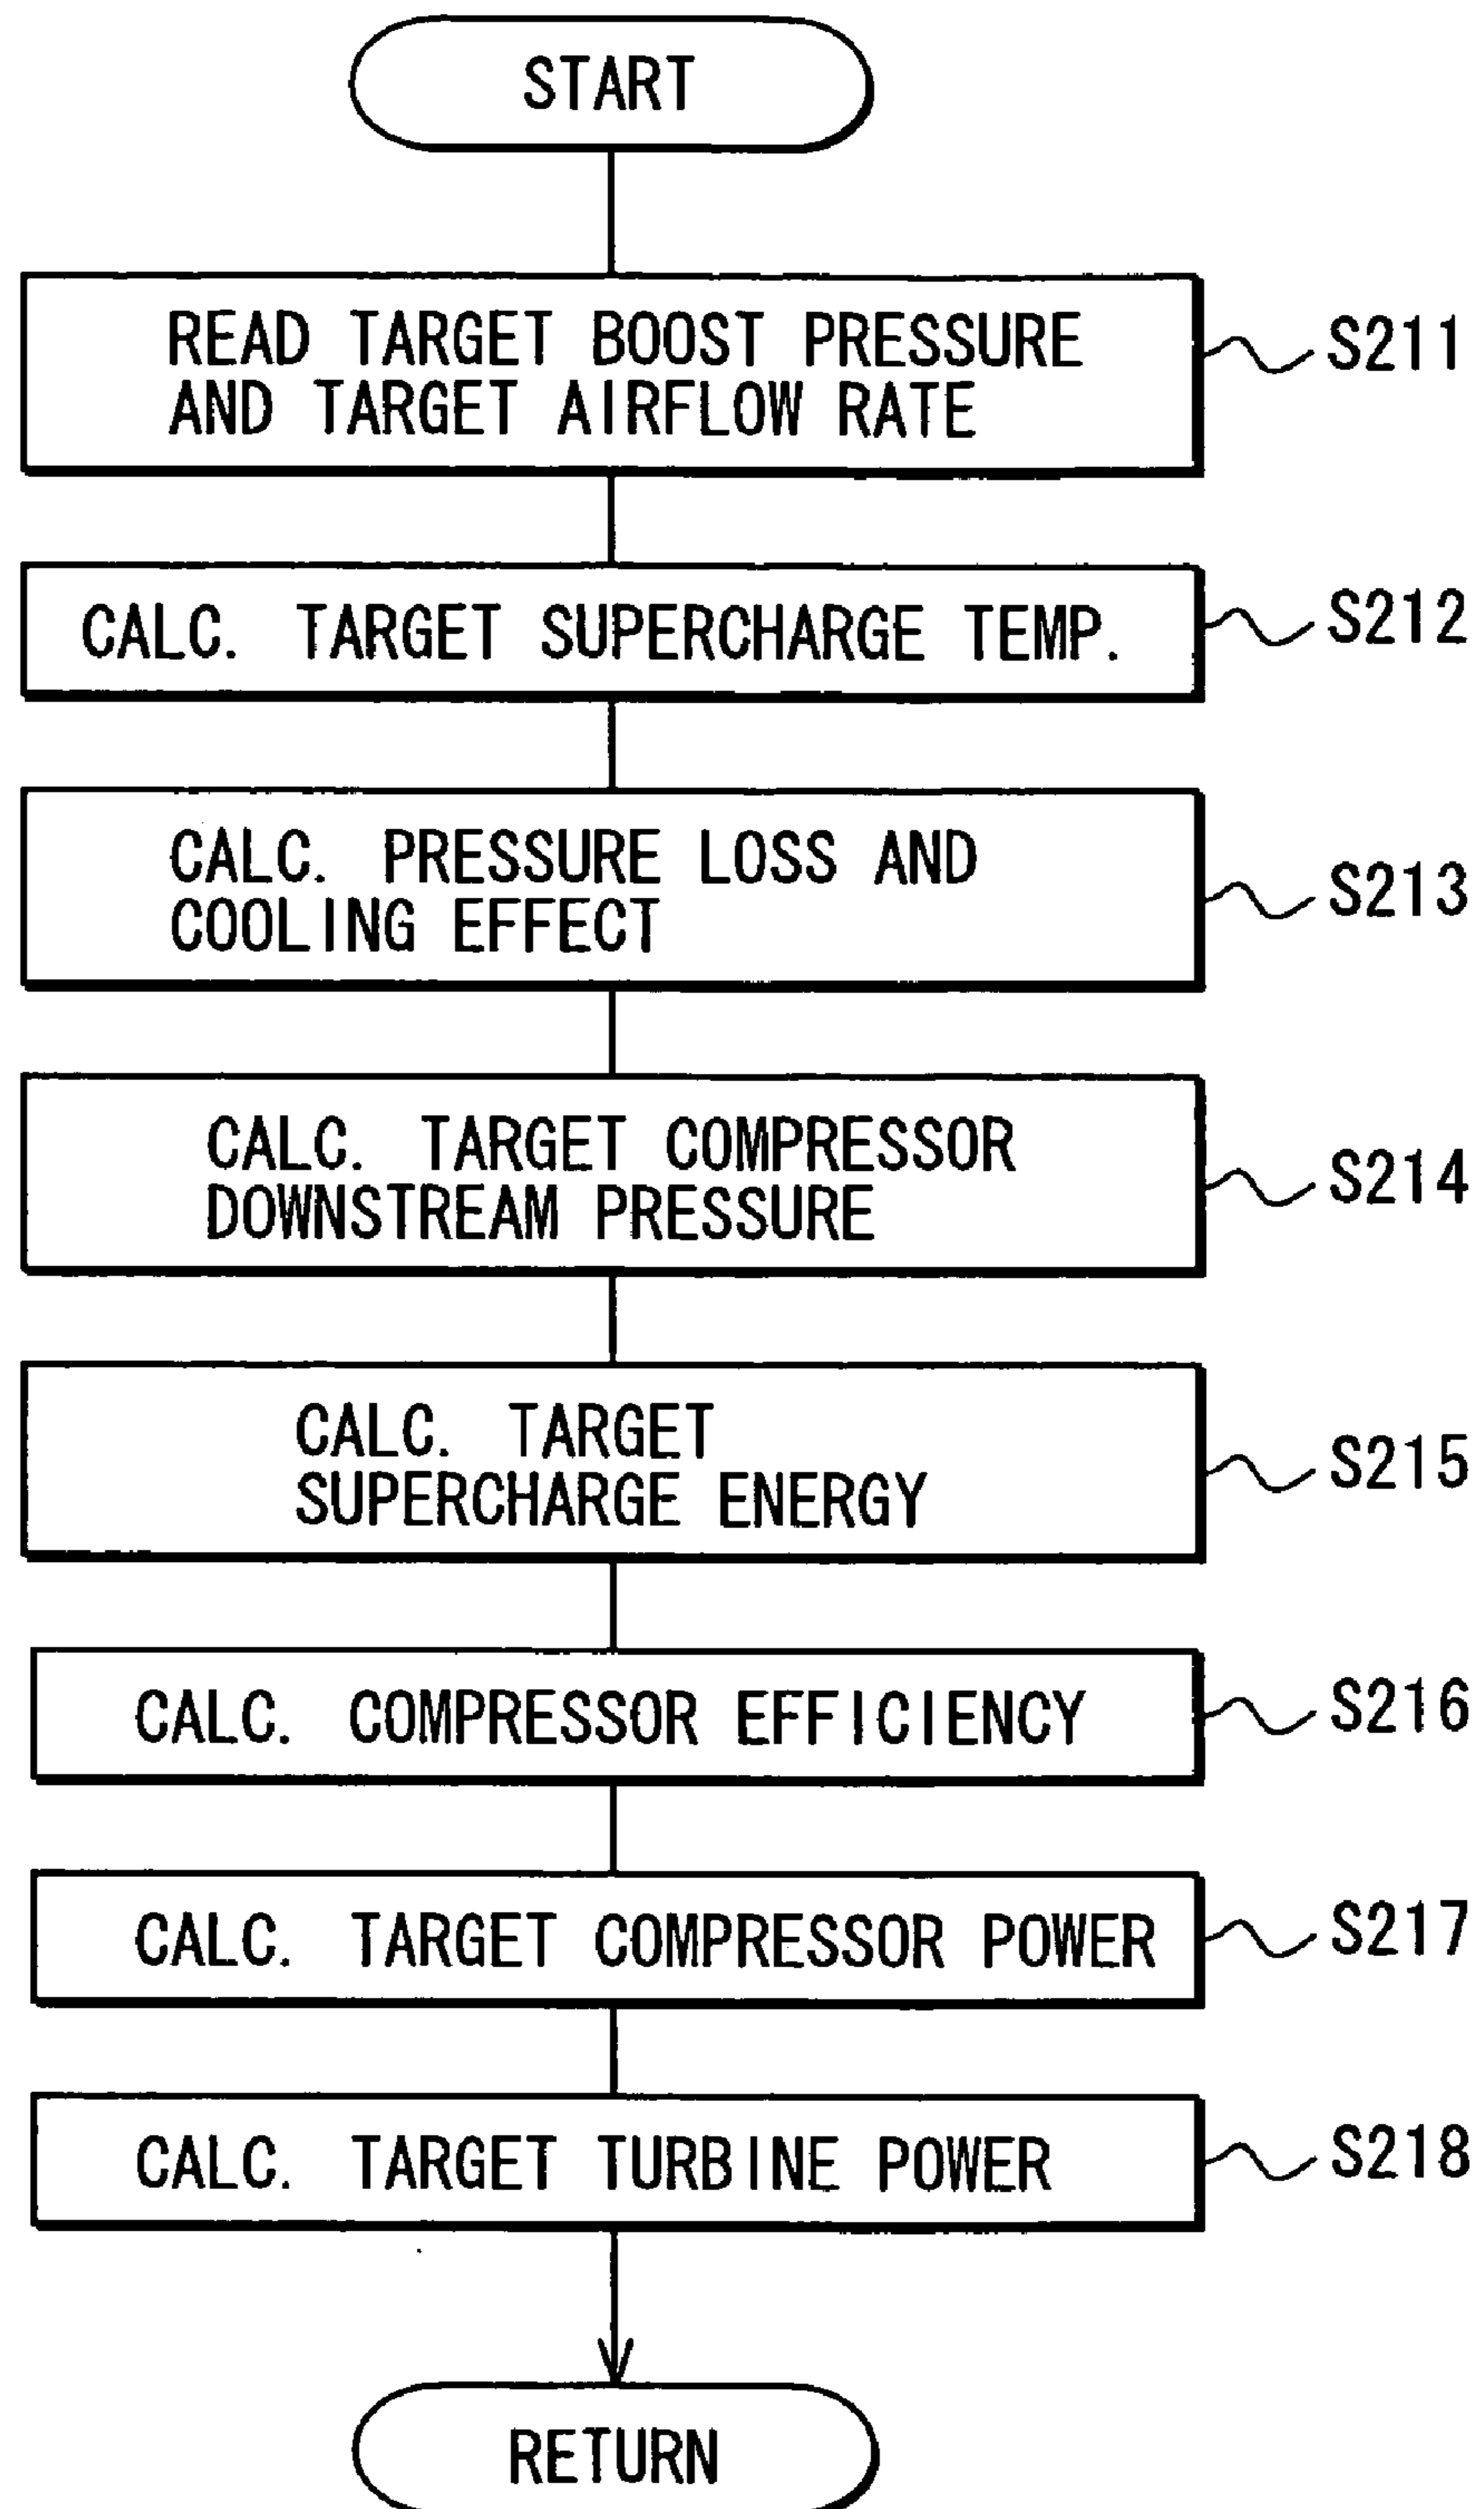 START
READ TARGET BOOST PRESSURE
AND TARGET AIRFLOW RATE
S211
CALC. TARGET SUPERCHARGE TEMP.
S212
CALC. PRESSURE LOSS AND
COOLING EFFECT
S213
CALC. TARGET COMPRESSOR
DOWNSTREAM PRESSURE
S214
CALC. TARGET
SUPERCHARGE ENERGY
S215
CALC. COMPRESSOR EFFICIENCY
S216
CALC. TARGET COMPRESSOR POWER
S217
CALC. TARGET TURBINE POWER
S218
RETURN